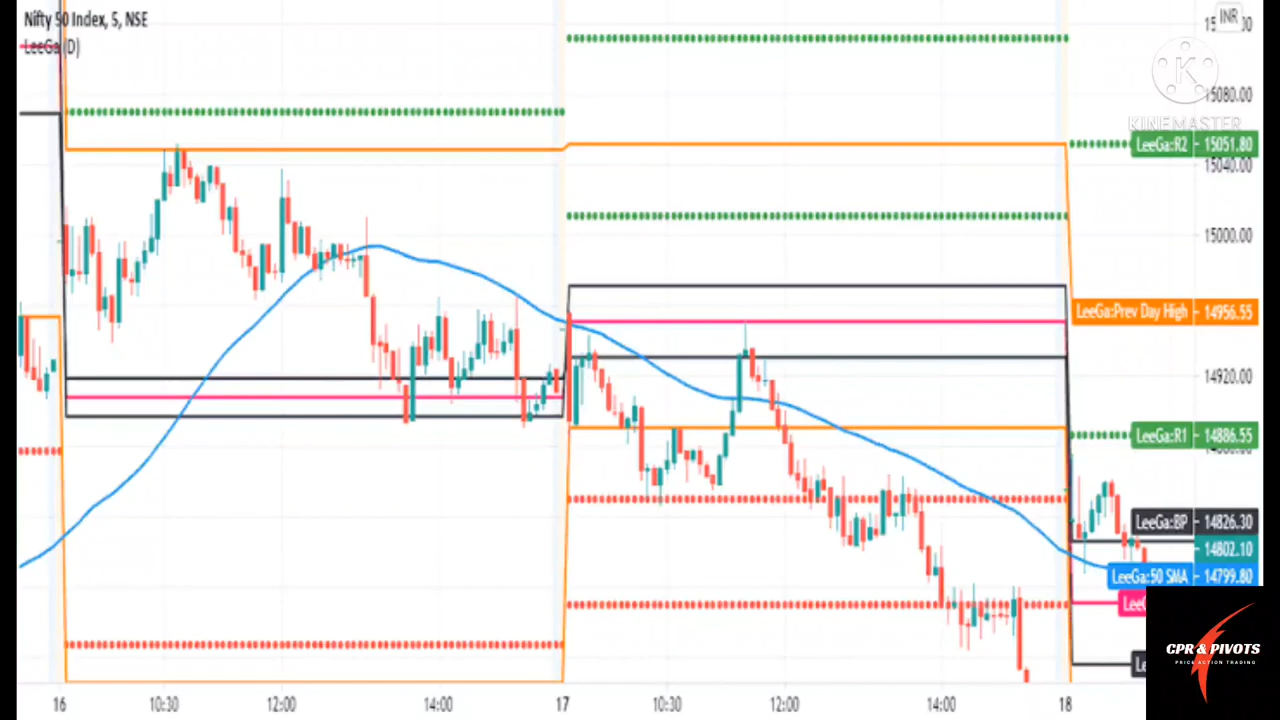 Nifty 50 Index, 5, NSE
LeeGa (D)
INR
KINEMASTER
15080.00
LeeGa:R2 15051.80
15040.00
15000.00
LeeGa:Prev Day High 14956.55
14920.00
LeeGa:R1 14886.55
LeeGa:BP 14826.30
14802.10
LeeGa:50 SMA 14799.80
CPR & PIVOTS
PRICE ACTION TRADING
16 10:30 12:00 14:00 17 10:30 12:00 14:00 18